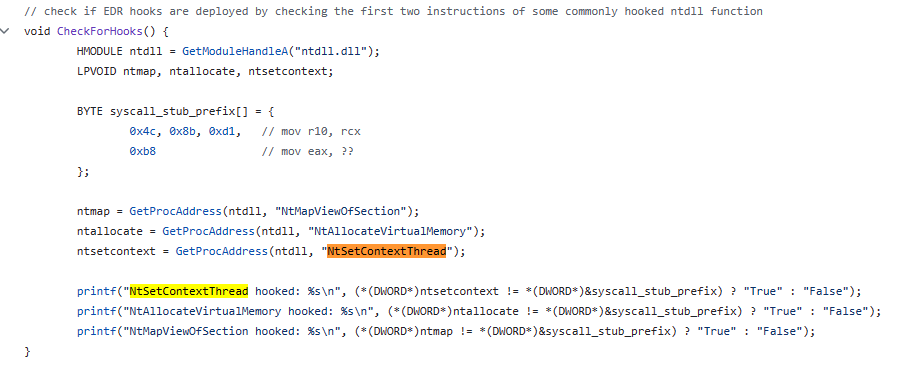 // check if EDR hooks are deployed by checking the first two instructions of some commonly hooked ntdll function
void CheckForHooks() {
HMODULE ntdll = GetModuleHandleA("ntdll.dll");
LPVOID ntmap, ntallocate, ntsetcontext;
BYTE syscall_stub_prefix[] = {
0x4c, 0x8b, 0xd1,   // mov r10, rcx
0xb8                // mov eax, ??
};
ntmap = GetProcAddress(ntdll, "NtMapViewOfSection");
ntallocate = GetProcAddress(ntdll, "NtAllocateVirtualMemory");
ntsetcontext = GetProcAddress(ntdll, "NtSetContextThread");
printf("NtSetContextThread hooked: %s\n", (*(DWORD*)ntsetcontext != *(DWORD*)&syscall_stub_prefix) ? "True" : "False");
printf("NtAllocateVirtualMemory hooked: %s\n", (*(DWORD*)ntallocate != *(DWORD*)&syscall_stub_prefix) ? "True" : "False");
printf("NtMapViewOfSection hooked: %s\n", (*(DWORD*)ntmap != *(DWORD*)&syscall_stub_prefix) ? "True" : "False");
}